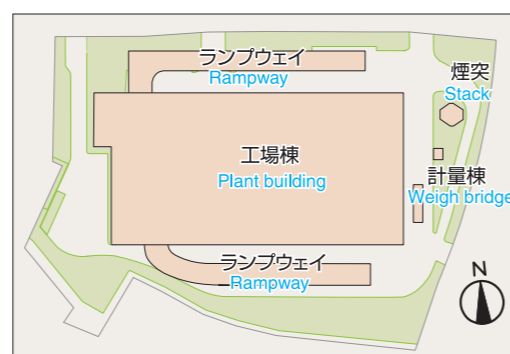 ランプウェイ
Rampway
煙突
Stack
工場棟
Plant building
計量棟
Weigh bridge
ランプウェイ
Rampway
N